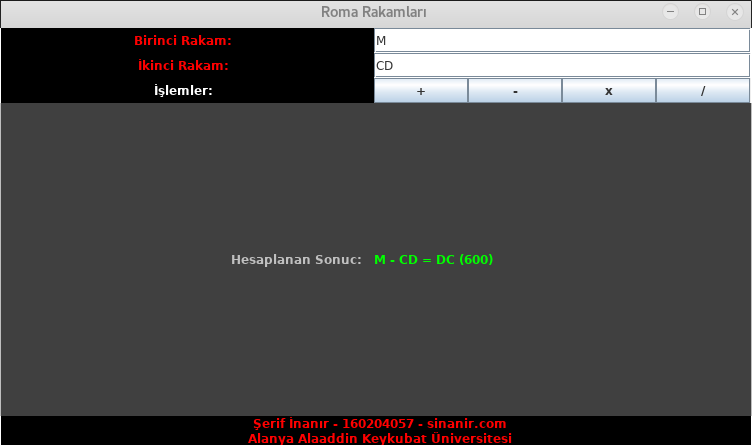 Roma Rakamları
Birinci Rakam: M
İkinci Rakam: CD
İşlemler: + - x /
Hesaplanan Sonuc: M - CD = DC (600)
Şerif İnanır - 160204057 - sinanir.com
Alanya Alaaddin Keykubat Üniversitesi